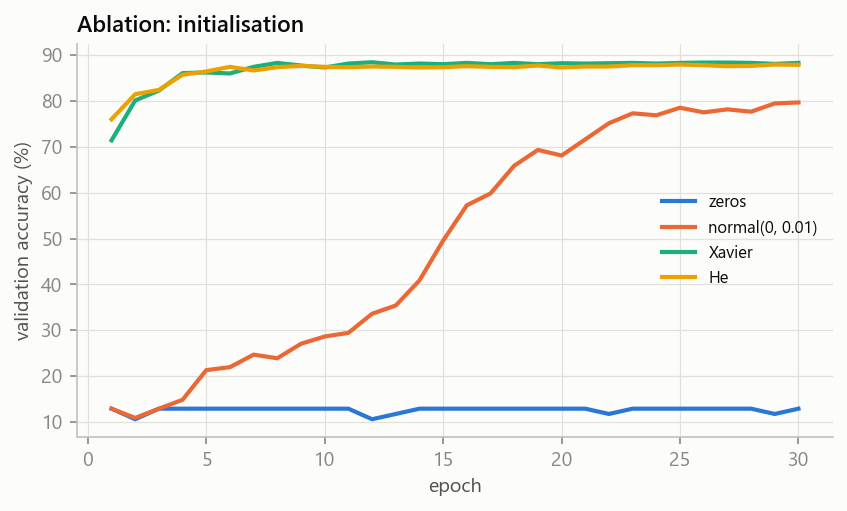 Ablation: initialisation
validation accuracy (%)
90
80
70
60
50
40
30
20
10
zeros
normal(0, 0.01)
Xavier
He
0 5 10 15 20 25 30
epoch